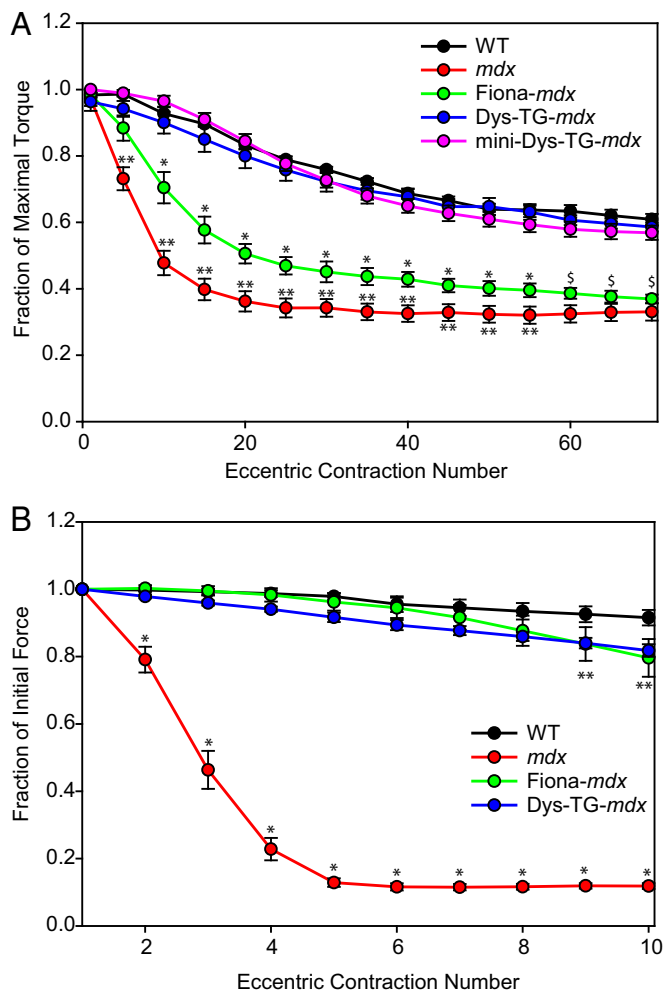 A
1.2
1.0
0.8
0.6
0.4
0.2
0.0
Fraction of Maximal Torque
WT
mdx
Fiona-mdx
Dys-TG-mdx
mini-Dys-TG-mdx
* * * * * * * * * * * $ $ $
** ** ** ** ** ** ** ** ** ** **
0 20 40 60
Eccentric Contraction Number
B
1.2
1.0
0.8
0.6
0.4
0.2
0.0
Fraction of Initial Force
* * * * * * * * *
** **
WT
mdx
Fiona-mdx
Dys-TG-mdx
2 4 6 8 10
Eccentric Contraction Number